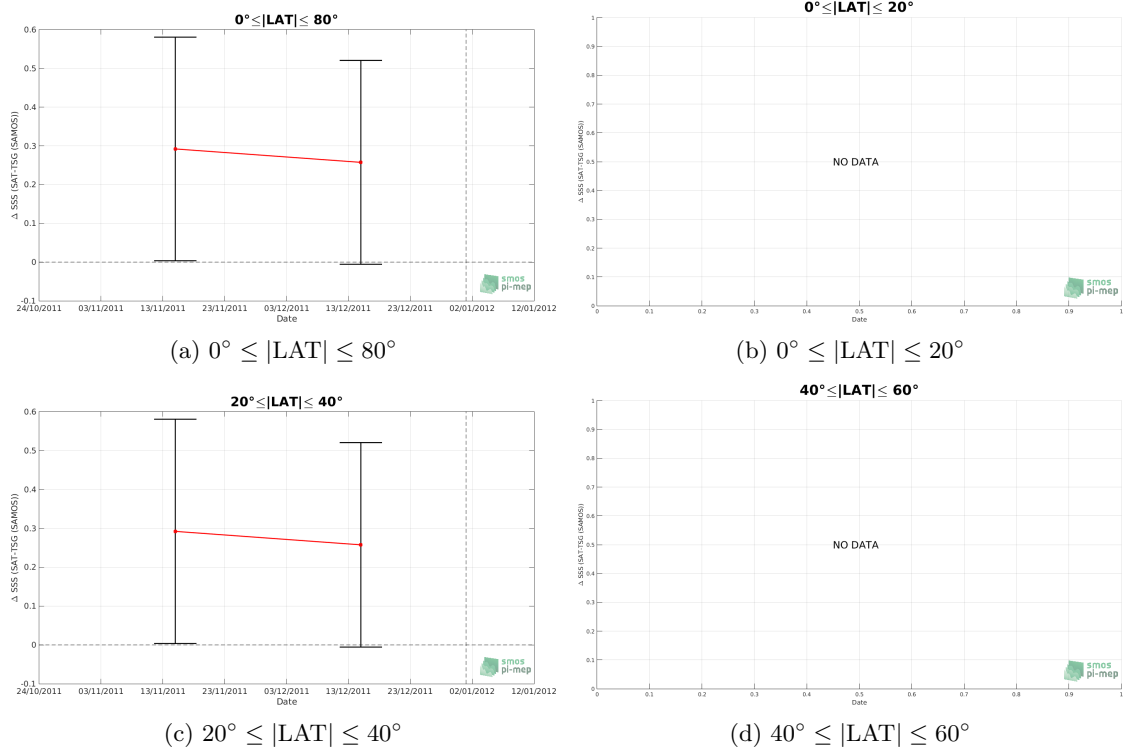 0°≤|LAT|≤ 80°
0.6
0.5
0.4
0.3
0.2
0.1
0
-0.1
Δ SSS (SAT-TSG (SAMOS))
24/10/2011 03/11/2011 13/11/2011 23/11/2011 03/12/2011 13/12/2011 23/12/2011 02/01/2012 12/01/2012
Date
smos
pi-mep
(a) 0° ≤ |LAT| ≤ 80°
0°≤|LAT|≤ 20°
1
0.9
0.8
0.7
0.6
0.5
0.4
0.3
0.2
0.1
0
Δ SSS (SAT-TSG (SAMOS))
NO DATA
0 0.1 0.2 0.3 0.4 0.5 0.6 0.7 0.8 0.9 1
Date
smos
pi-mep
(b) 0° ≤ |LAT| ≤ 20°
20°≤|LAT|≤ 40°
0.6
0.5
0.4
0.3
0.2
0.1
0
-0.1
Δ SSS (SAT-TSG (SAMOS))
24/10/2011 03/11/2011 13/11/2011 23/11/2011 03/12/2011 13/12/2011 23/12/2011 02/01/2012 12/01/2012
Date
smos
pi-mep
(c) 20° ≤ |LAT| ≤ 40°
40°≤|LAT|≤ 60°
1
0.9
0.8
0.7
0.6
0.5
0.4
0.3
0.2
0.1
0
Δ SSS (SAT-TSG (SAMOS))
NO DATA
0 0.1 0.2 0.3 0.4 0.5 0.6 0.7 0.8 0.9 1
Date
smos
pi-mep
(d) 40° ≤ |LAT| ≤ 60°